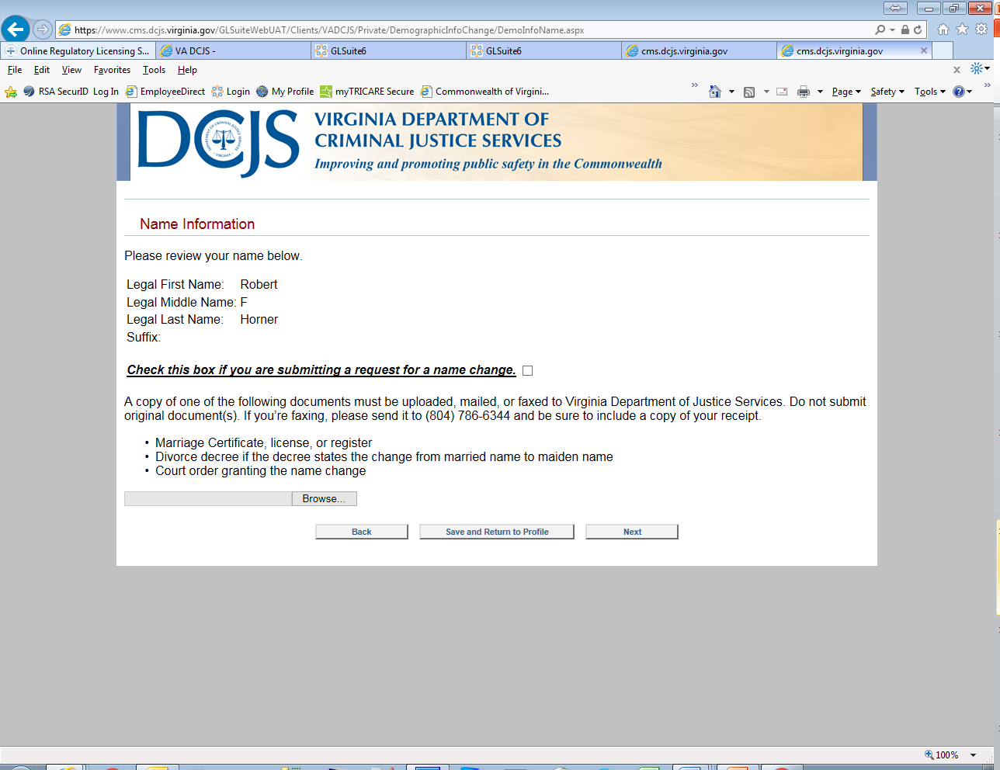 https://www.cms.dcjs.virginia.gov/GLSuiteWebUAT/Clients/VADCJS/Private/DemographicInfoChange/DemoInfoName.aspx
Online Regulatory Licensing S... VA DCJS - GLSuite6 GLSuite6 cms.dcjs.virginia.gov cms.dcjs.virginia.gov
File Edit View Favorites Tools Help
RSA SecurID Log In EmployeeDirect Login My Profile myTRICARE Secure Commonwealth of Virgini... Page Safety Tools
DCJS
VIRGINIA DEPARTMENT OF
CRIMINAL JUSTICE SERVICES
Improving and promoting public safety in the Commonwealth
Name Information
Please review your name below.
Legal First Name: Robert
Legal Middle Name: F
Legal Last Name: Horner
Suffix:
Check this box if you are submitting a request for a name change.
A copy of one of the following documents must be uploaded, mailed, or faxed to Virginia Department of Justice Services. Do not submit
original document(s). If you're faxing, please send it to (804) 786-6344 and be sure to include a copy of your receipt.
• Marriage Certificate, license, or register
• Divorce decree if the decree states the change from married name to maiden name
• Court order granting the name change
Browse...
Back Save and Return to Profile Next
100%